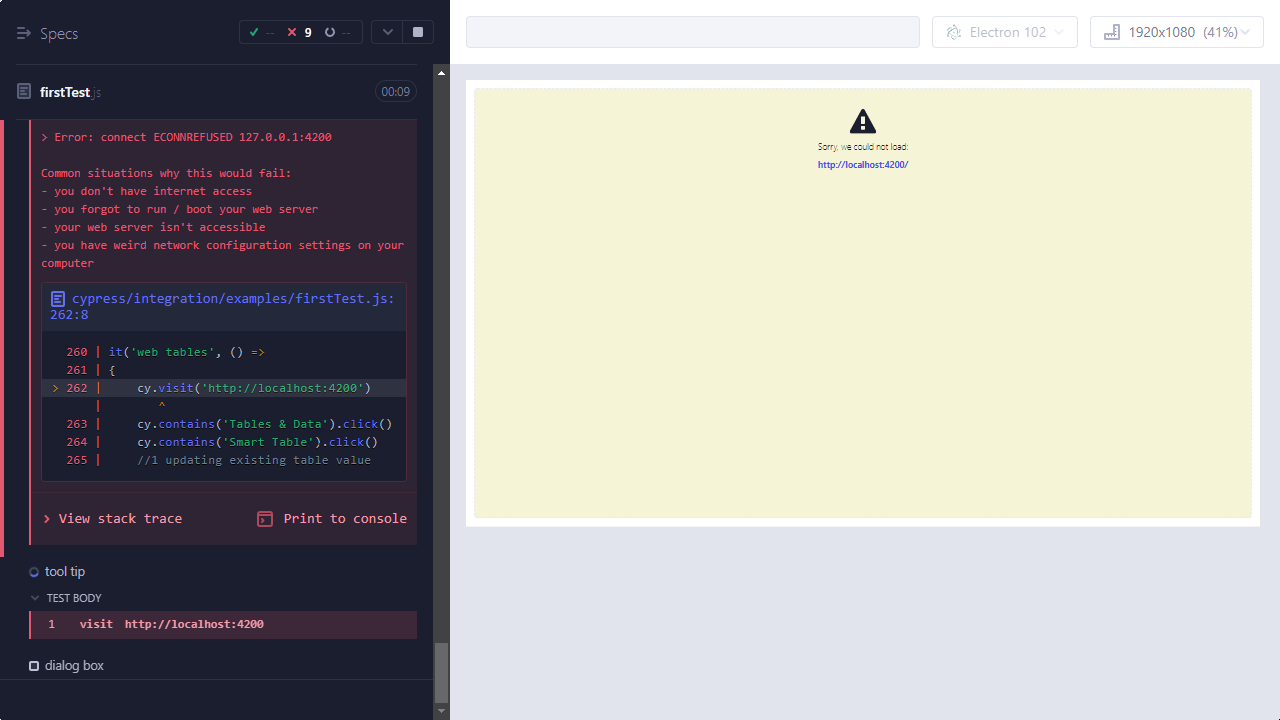 Specs
-- 9 --
Electron 102
1920x1080 (41%)
firstTest.js
00:09
> Error: connect ECONNREFUSED 127.0.0.1:4200
Common situations why this would fail:
- you don't have internet access
- you forgot to run / boot your web server
- your web server isn't accessible
- you have weird network configuration settings on your
computer
cypress/integration/examples/firstTest.js:
262:8
260 | it('web tables', () =>
261 | {
> 262 | cy.visit('http://localhost:4200')
| ^
263 | cy.contains('Tables & Data').click()
264 | cy.contains('Smart Table').click()
265 | //1 updating existing table value
> View stack trace
Print to console
tool tip
TEST BODY
1 visit http://localhost:4200
dialog box
Sorry, we could not load:
http://localhost:4200/